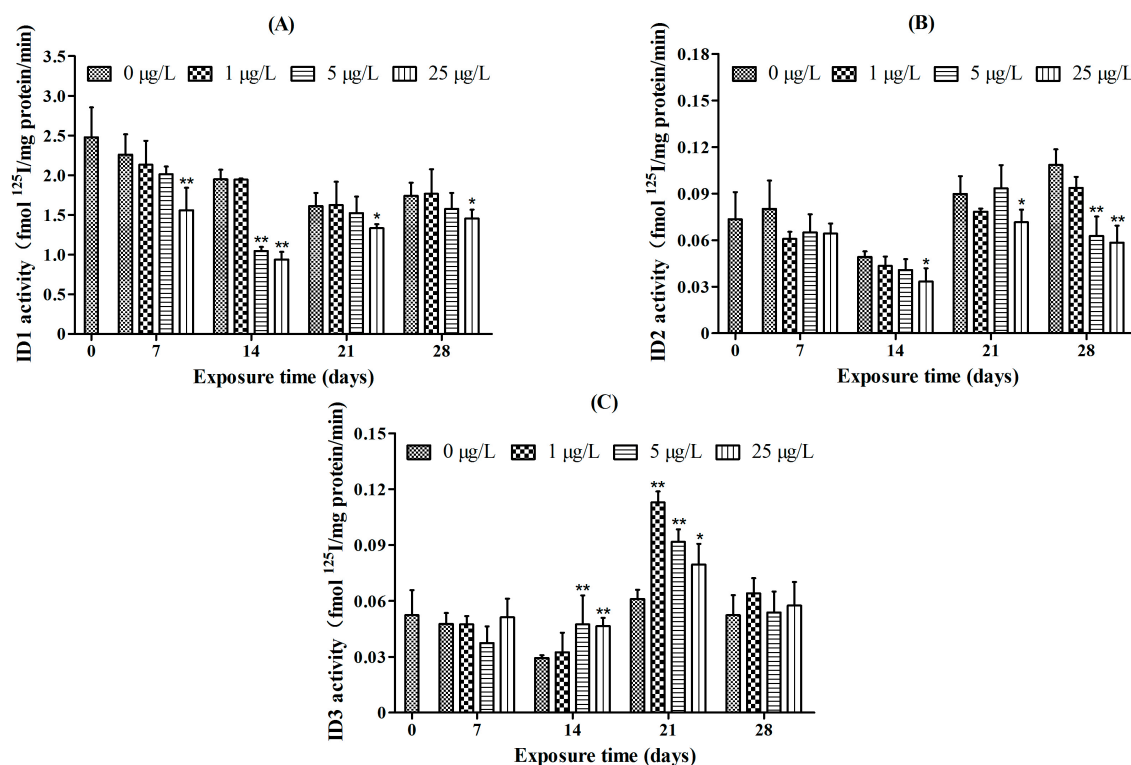 (A)
ID1 activity (fmol ¹²⁵I/mg protein/min)
3.5
3.0
2.5
2.0
1.5
1.0
0.5
0
0 µg/L 1 µg/L 5 µg/L 25 µg/L
**
** **
*
*
0 7 14 21 28
Exposure time (days)
(B)
ID2 activity (fmol ¹²⁵I/mg protein/min)
0.18
0.15
0.12
0.09
0.06
0.03
0
0 µg/L 1 µg/L 5 µg/L 25 µg/L
*
*
** **
0 7 14 21 28
Exposure time (days)
(C)
ID3 activity (fmol ¹²⁵I/mg protein/min)
0.15
0.12
0.09
0.06
0.03
0
0 µg/L 1 µg/L 5 µg/L 25 µg/L
** **
** ** *
0 7 14 21 28
Exposure time (days)